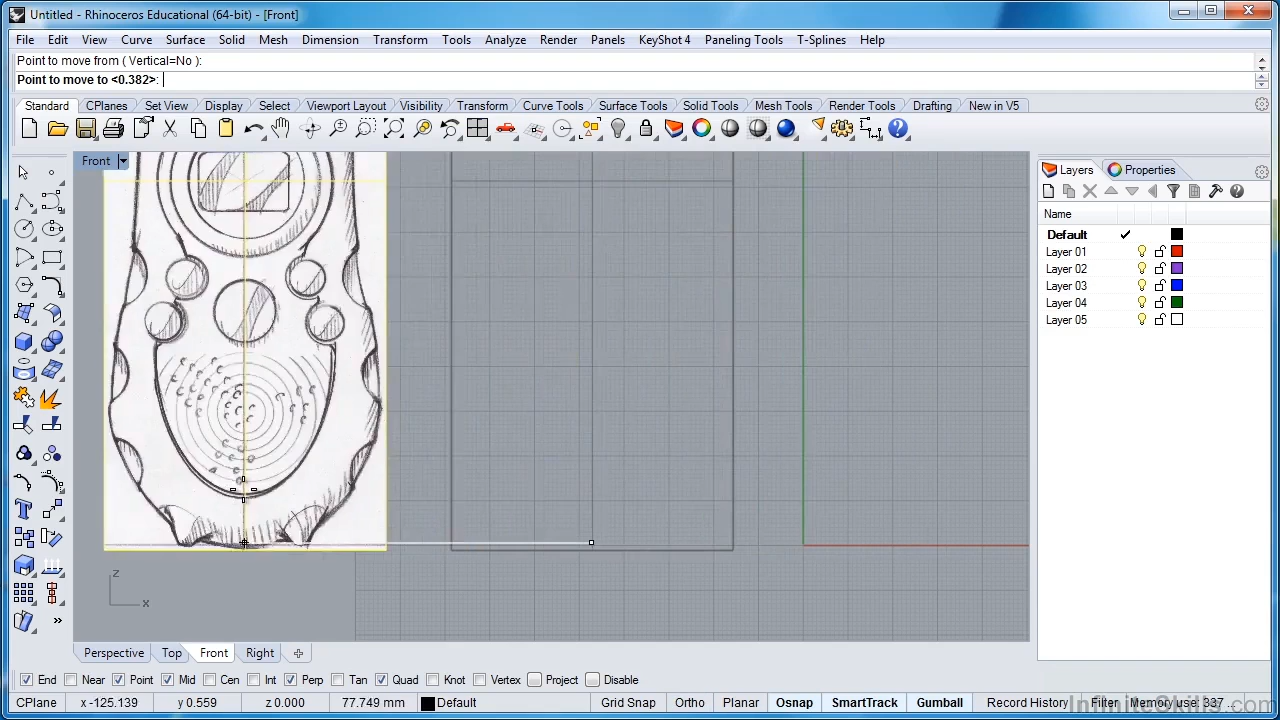 Untitled - Rhinoceros Educational (64-bit) - [Front]
File Edit View Curve Surface Solid Mesh Dimension Transform Tools Analyze Render Panels KeyShot 4 Paneling Tools T-Splines Help
Point to move from ( Vertical=No ):
Point to move to <0.382>:
Standard CPlanes Set View Display Select Viewport Layout Visibility Transform Curve Tools Surface Tools Solid Tools Mesh Tools Render Tools Drafting New in V5
Front
Layers Properties
Name
Default
Layer 01
Layer 02
Layer 03
Layer 04
Layer 05
z
x
Perspective Top Front Right
End Near Point Mid Cen Int Perp Tan Quad Knot Vertex Project Disable
CPlane x -125.139 y 0.559 z 0.000 77.749 mm Default Grid Snap Ortho Planar Osnap SmartTrack Gumball Record History Filter Memory use: 337 ...
InfiniteSkills.com